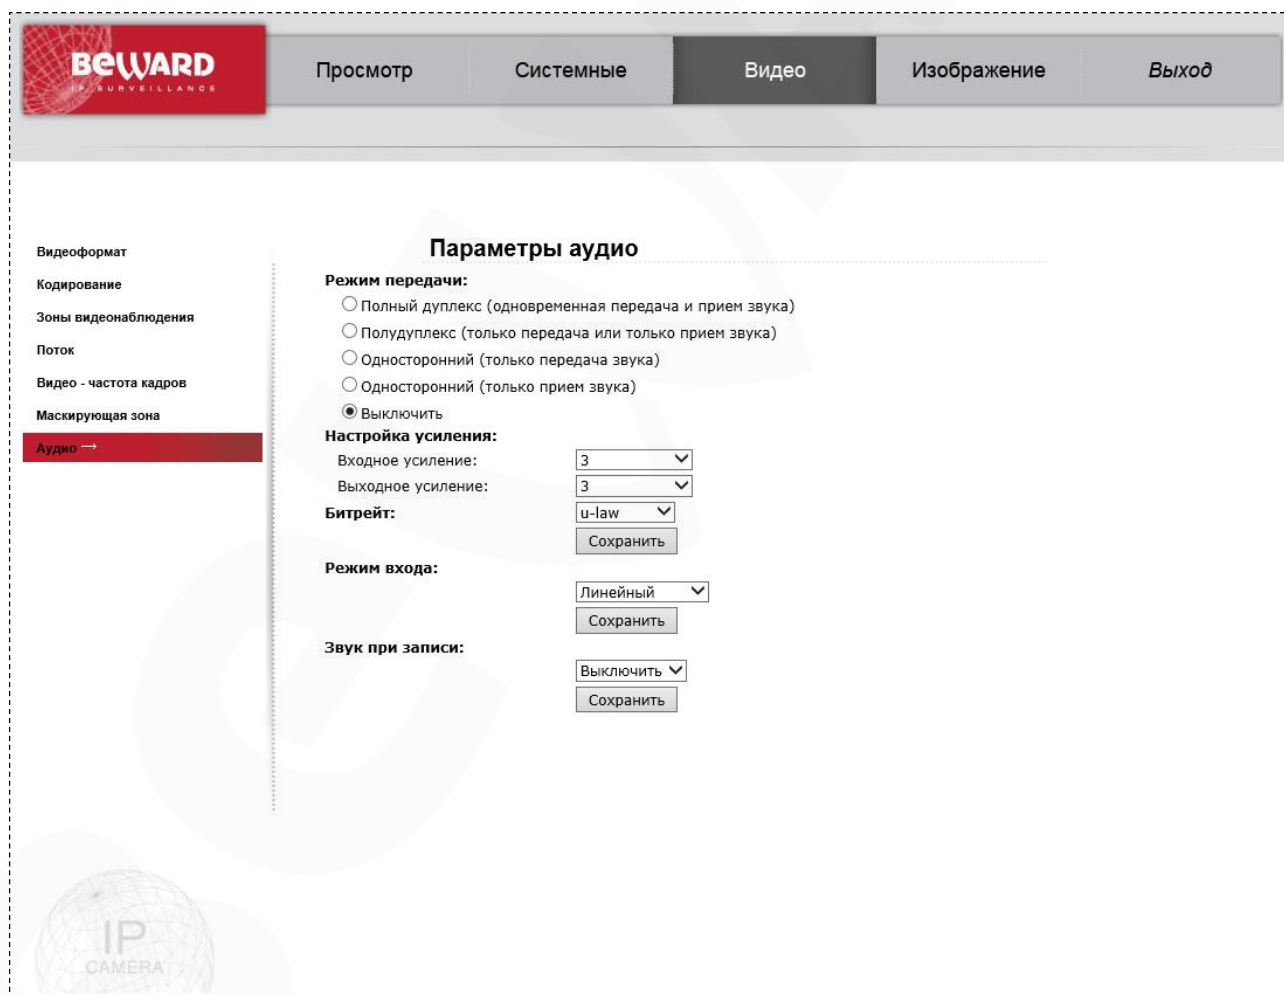 BEWARD
IP SURVEILLANCE
Просмотр
Системные
Видео
Изображение
Выход
Видеоформат
Кодирование
Зоны видеонаблюдения
Поток
Видео - частота кадров
Маскирующая зона
Аудио →
Параметры аудио
Режим передачи:
Полный дуплекс (одновременная передача и прием звука)
Полудуплекс (только передача или только прием звука)
Односторонний (только передача звука)
Односторонний (только прием звука)
Выключить
Настройка усиления:
Входное усиление: 3
Выходное усиление: 3
Битрейт: u-law
Сохранить
Режим входа:
Линейный
Сохранить
Звук при записи:
Выключить
Сохранить
IP
CAMERA